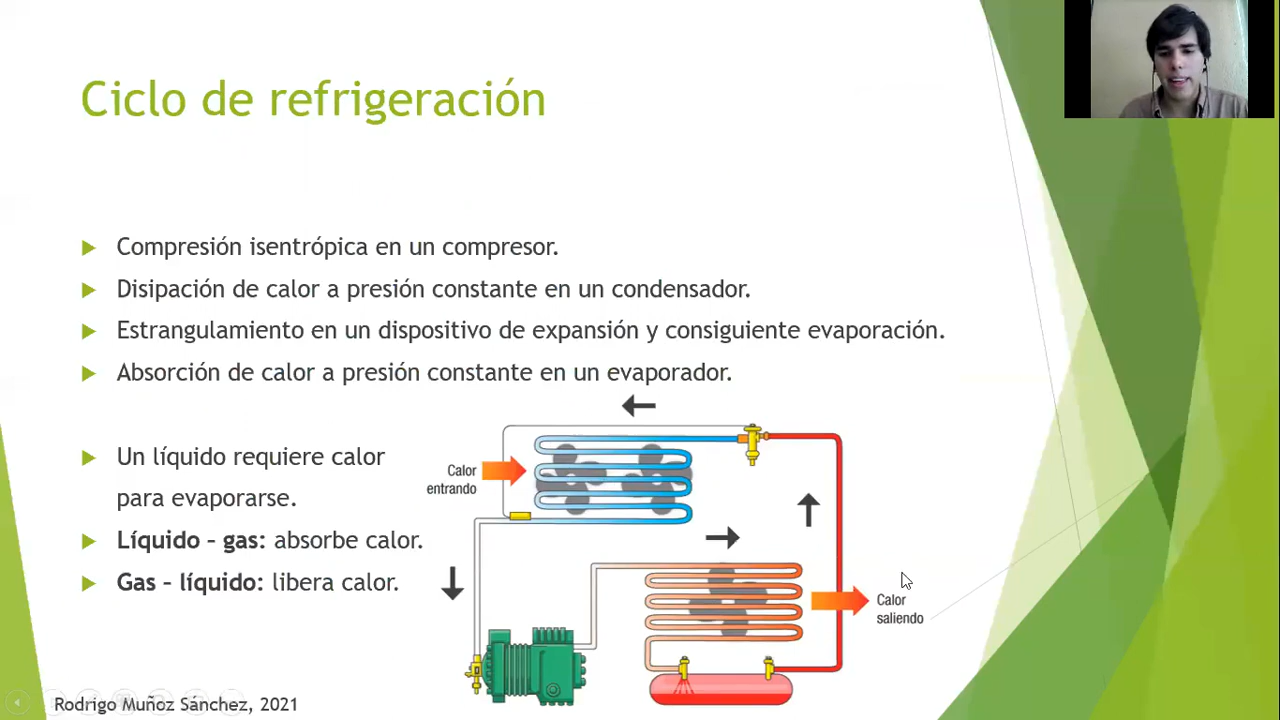 Ciclo de refrigeración
Compresión isentrópica en un compresor.
Disipación de calor a presión constante en un condensador.
Estrangulamiento en un dispositivo de expansión y consiguiente evaporación.
Absorción de calor a presión constante en un evaporador.
Un líquido requiere calor
para evaporarse.
Líquido – gas: absorbe calor.
Gas – líquido: libera calor.
Calor
entrando
Calor
saliendo
Rodrigo Muñoz Sánchez, 2021